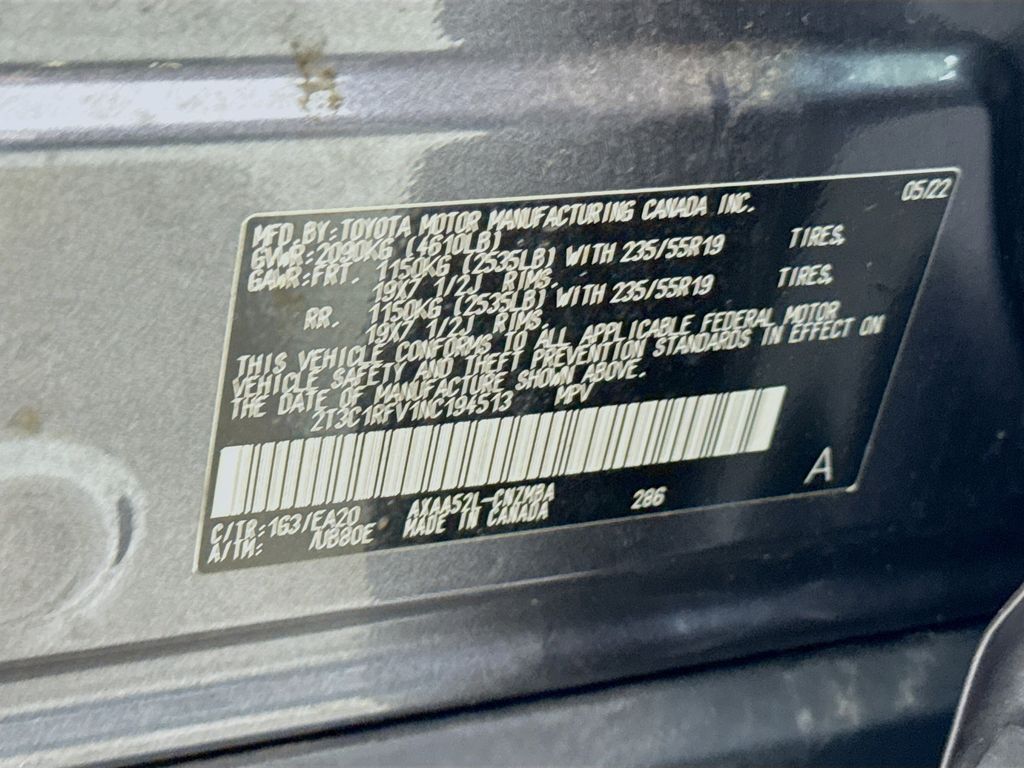 05/22
MFD BY: TOYOTA MOTOR MANUFACTURING CANADA INC.
GVWR: 2090KG (4610LB)
GAWR: FRT. 1150KG (2535LB) WITH 235/55R19 TIRES,
19X7 1/2J RIMS,
RR. 1150KG (2535LB) WITH 235/55R19 TIRES,
19X7 1/2J RIMS,
THIS VEHICLE CONFORMS TO ALL APPLICABLE FEDERAL MOTOR
VEHICLE SAFETY AND THEFT PREVENTION STANDARDS IN EFFECT ON
THE DATE OF MANUFACTURE SHOWN ABOVE.
2T3C1RFV1NC194513 MPV
A
C/TR: 1G3/EA20 AXAA52L-CNZMBA 286
A/TM: /UB80E MADE IN CANADA